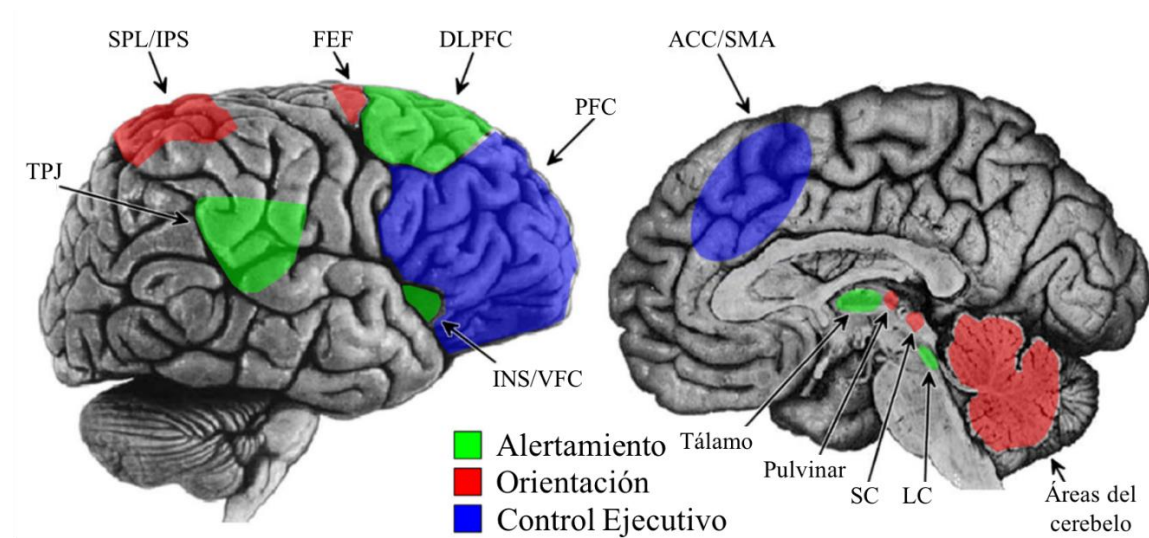 SPL/IPS
FEF
DLPFC
ACC/SMA
PFC
TPJ
INS/VFC
Alertamiento
Orientación
Control Ejecutivo
Tálamo
Pulvinar
SC
LC
Áreas del
cerebelo